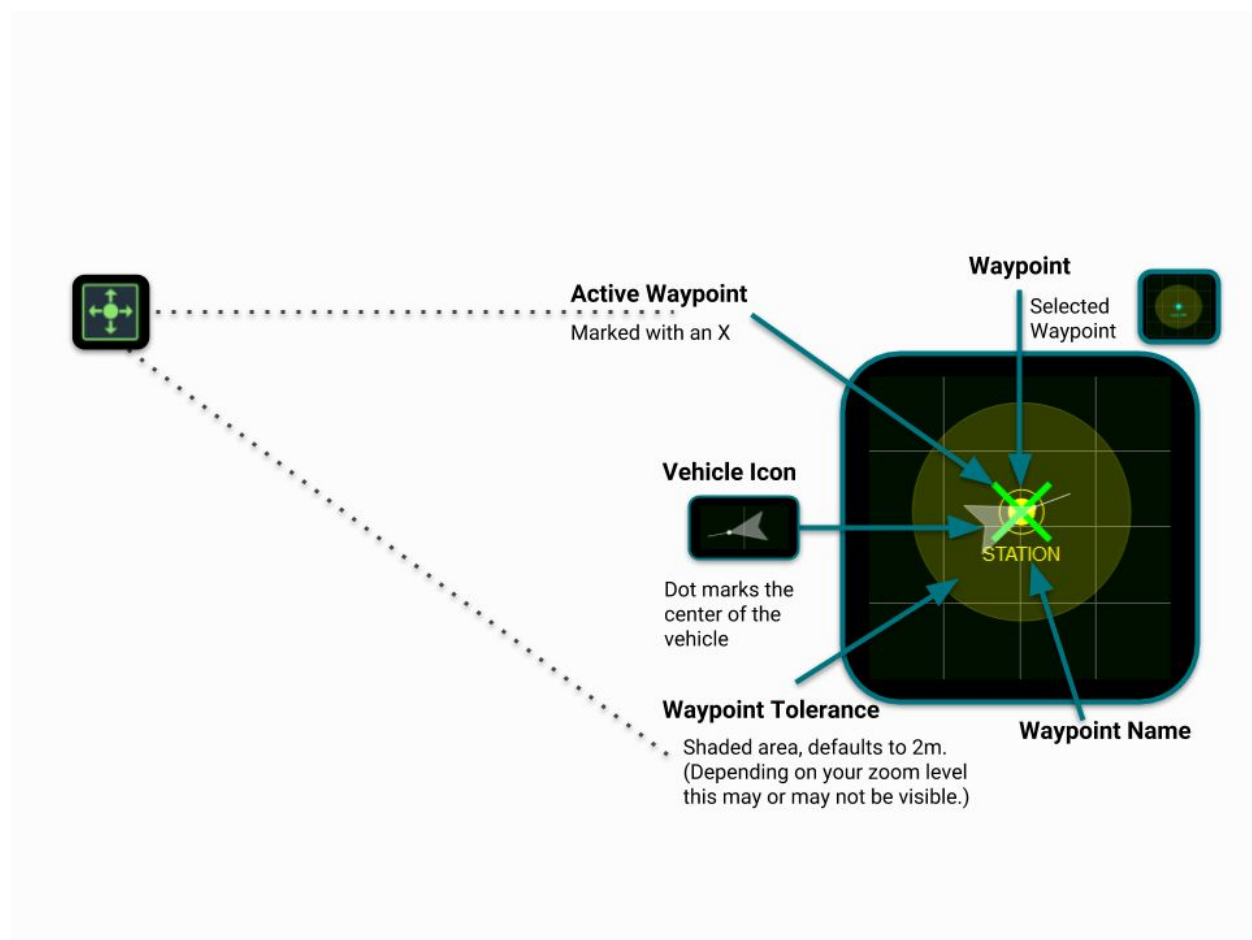 Waypoint
Selected
Waypoint
Active Waypoint
Marked with an X
Vehicle Icon
Dot marks the
center of the
vehicle
STATION
Waypoint Tolerance
Shaded area, defaults to 2m.
(Depending on your zoom level
this may or may not be visible.)
Waypoint Name